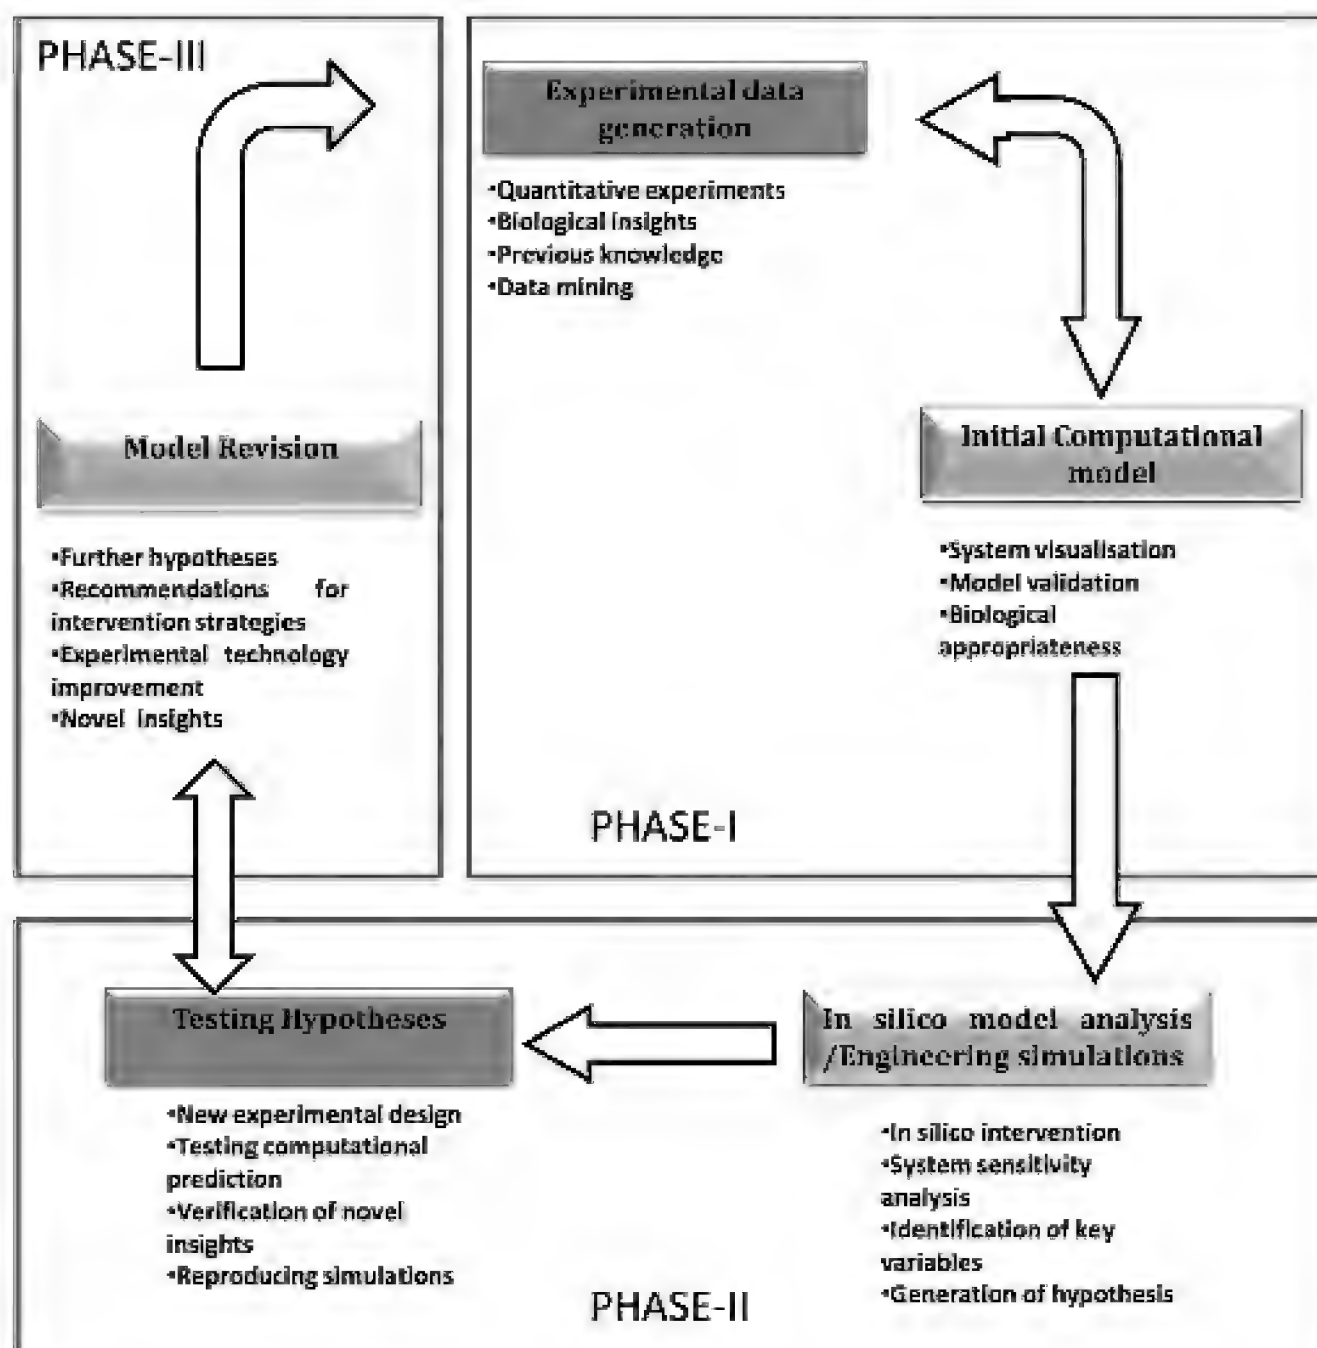 PHASE-III
Experimental data
generation
•Quantitative experiments
•Biological insights
•Previous knowledge
•Data mining
Model Revision
•Further hypotheses
•Recommendations for
intervention strategies
•Experimental technology
improvement
•Novel insights
Initial Computational
model
•System visualisation
•Model validation
•Biological
appropriateness
PHASE-I
Testing Hypotheses
•New experimental design
•Testing computational
prediction
•Verification of novel
insights
•Reproducing simulations
In silico model analysis
/Engineering simulations
•In silico intervention
•System sensitivity
analysis
•Identification of key
variables
•Generation of hypothesis
PHASE-II